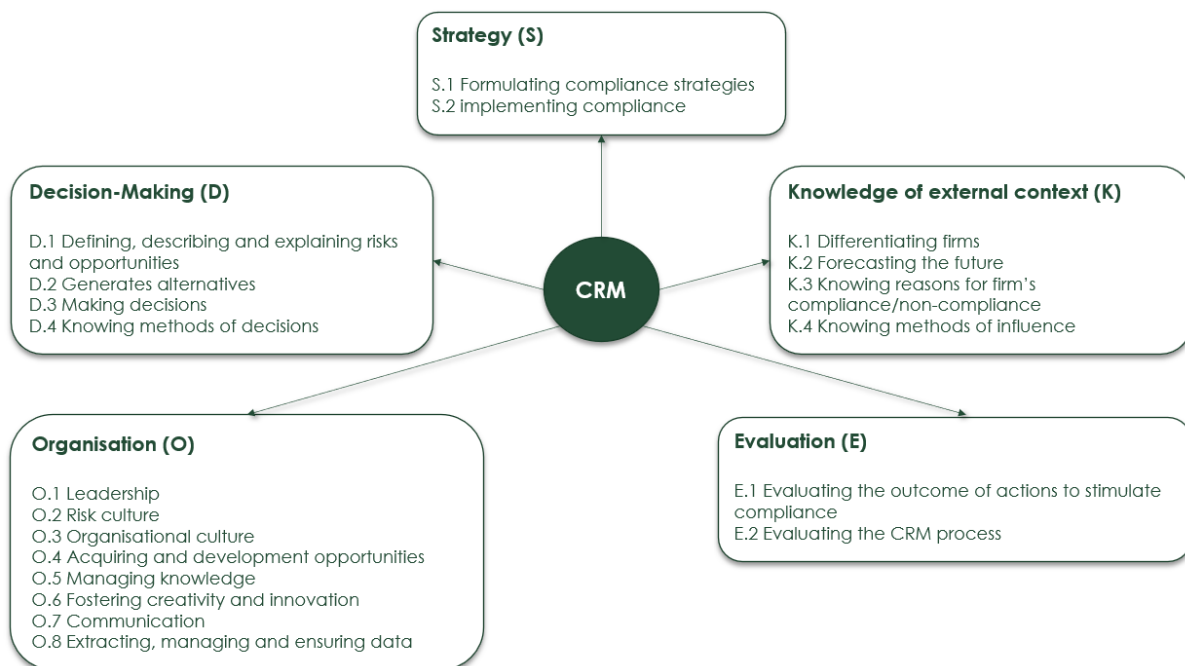 Strategy (S)
S.1 Formulating compliance strategies
S.2 implementing compliance
Decision-Making (D)
D.1 Defining, describing and explaining risks
and opportunities
D.2 Generates alternatives
D.3 Making decisions
D.4 Knowing methods of decisions
Knowledge of external context (K)
K.1 Differentiating firms
K.2 Forecasting the future
K.3 Knowing reasons for firm's
compliance/non-compliance
K.4 Knowing methods of influence
CRM
Organisation (O)
O.1 Leadership
O.2 Risk culture
O.3 Organisational culture
O.4 Acquiring and development opportunities
O.5 Managing knowledge
O.6 Fostering creativity and innovation
O.7 Communication
O.8 Extracting, managing and ensuring data
Evaluation (E)
E.1 Evaluating the outcome of actions to stimulate
compliance
E.2 Evaluating the CRM process